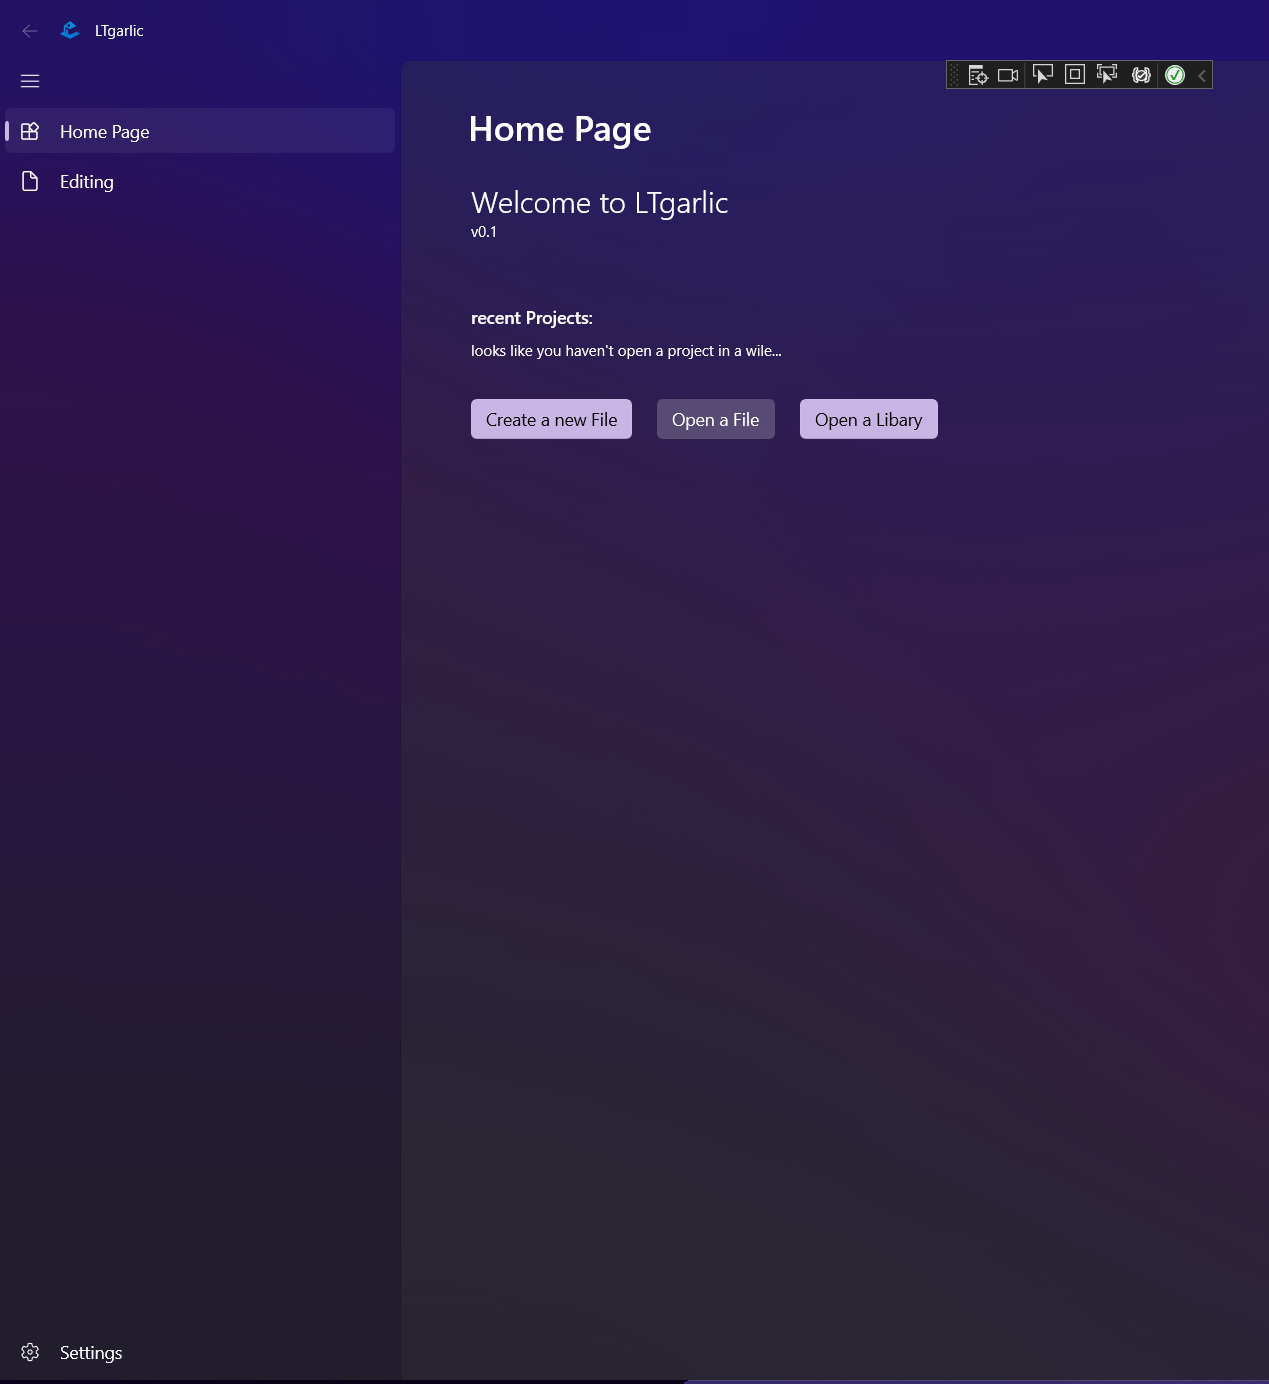 LTgarlic
Home Page
Editing
Home Page
Welcome to LTgarlic
v0.1
recent Projects:
looks like you haven't open a project in a wile...
Create a new File
Open a File
Open a Libary
Settings